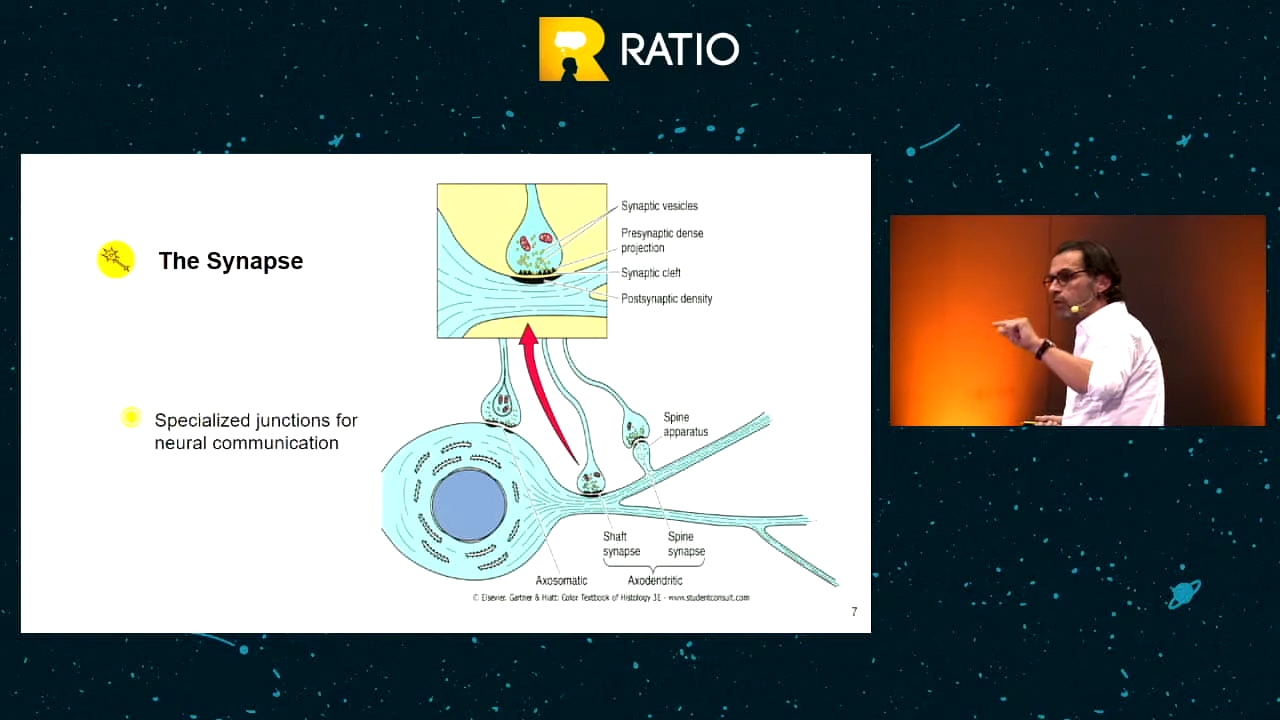 RATIO
The Synapse
Specialized junctions for
neural communication
Synaptic vesicles
Presynaptic dense
projection
Synaptic cleft
Postsynaptic density
Spine
apparatus
Shaft
synapse
Spine
synapse
Axosomatic
Axodendritic
© Elsevier. Gartner & Hiatt: Color Textbook of Histology 3E - www.studentconsult.com
7